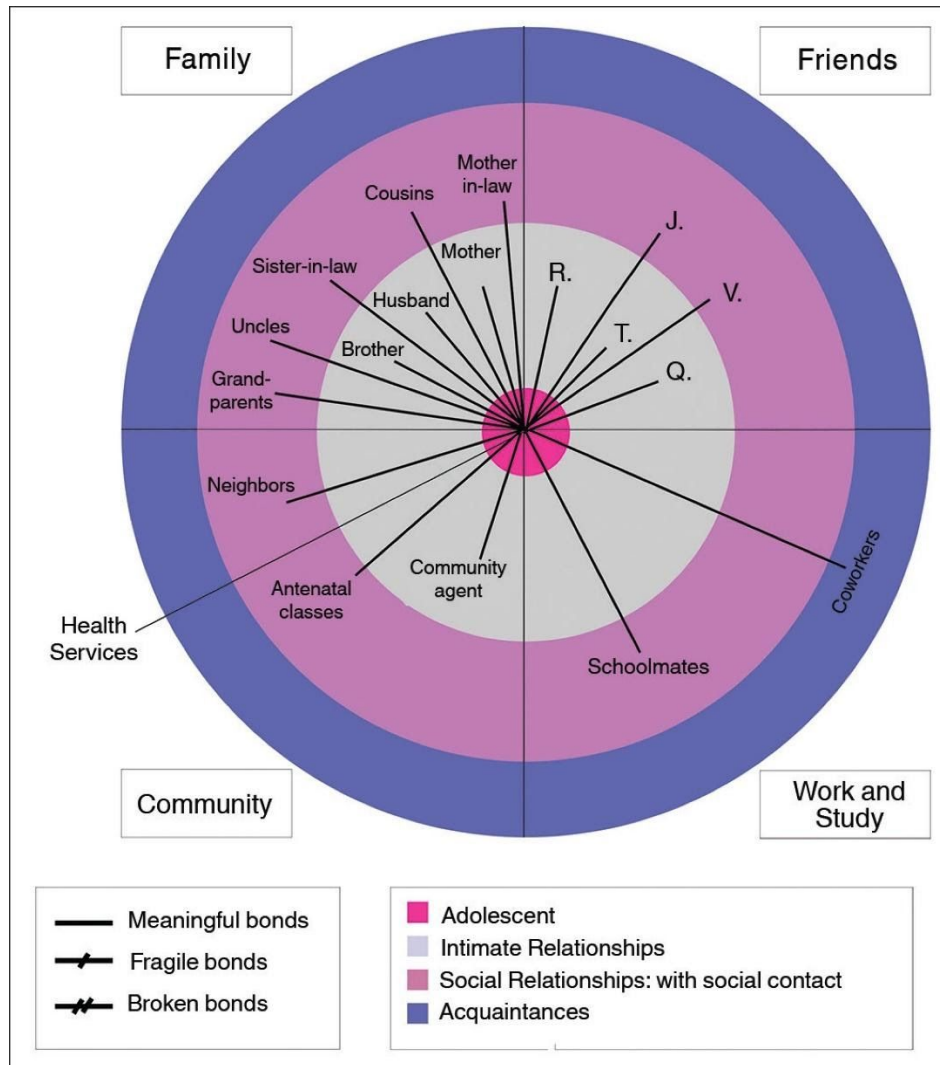 Family
Friends
Mother
in-law
Cousins
J.
Mother
R.
Sister-in-law
V.
Husband
Uncles
T.
Brother
Q.
Grand-
parents
Neighbors
Community
agent
Antenatal
classes
Coworkers
Health
Services
Schoolmates
Community
Work and
Study
Meaningful bonds
Fragile bonds
Broken bonds
Adolescent
Intimate Relationships
Social Relationships: with social contact
Acquaintances